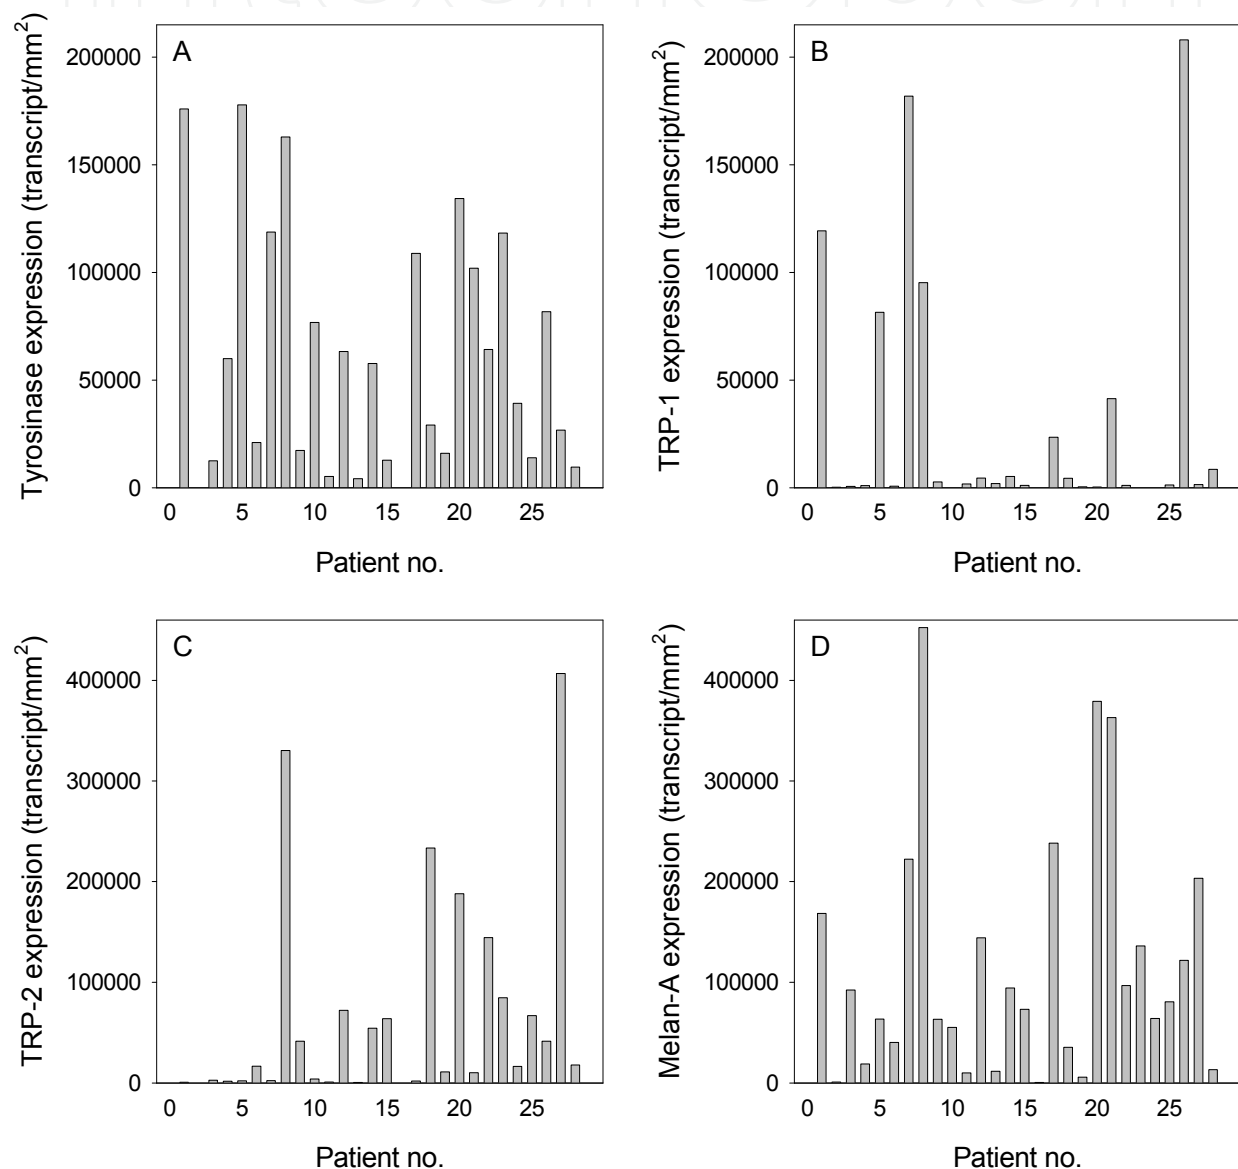 A
Tyrosinase expression (transcript/mm²)
200000
150000
100000
50000
0
0 5 10 15 20 25
Patient no.
B
TRP-1 expression (transcript/mm²)
200000
150000
100000
50000
0
0 5 10 15 20 25
Patient no.
C
TRP-2 expression (transcript/mm²)
400000
300000
200000
100000
0
0 5 10 15 20 25
Patient no.
D
Melan-A expression (transcript/mm²)
400000
300000
200000
100000
0
0 5 10 15 20 25
Patient no.